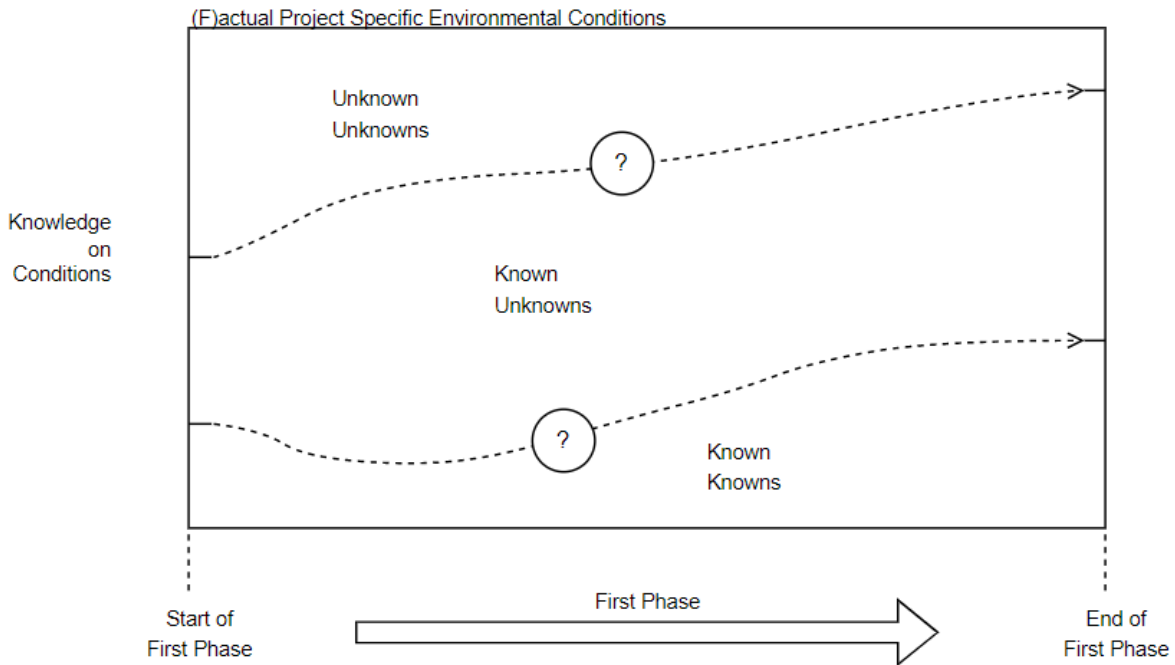 (F)actual Project Specific Environmental Conditions
Unknown
Unknowns
?
Knowledge
on
Conditions
Known
Unknowns
?
Known
Knowns
First Phase
Start of
First Phase
End of
First Phase